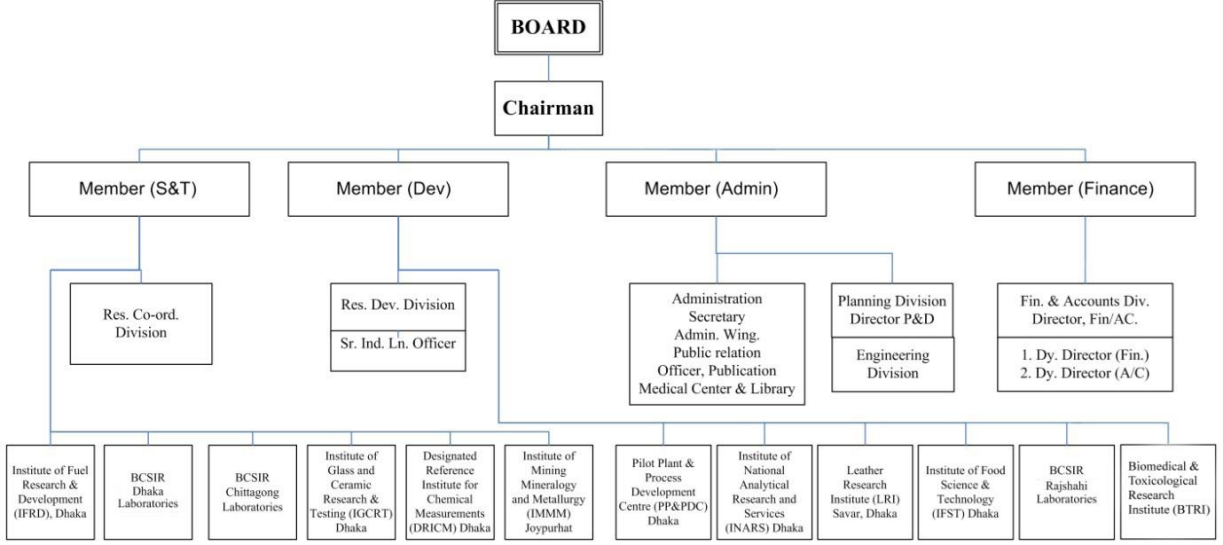 BOARD
Chairman
Member (S&T)
Member (Dev)
Member (Admin)
Member (Finance)
Res. Co-ord.
Division
Res. Dev. Division
Sr. Ind. Ln. Officer
Administration
Secretary
Admin. Wing.
Public relation
Officer, Publication
Medical Center & Library
Planning Division
Director P&D
Engineering
Division
Fin. & Accounts Div.
Director, Fin/AC.
1. Dy. Director (Fin.)
2. Dy. Director (A/C)
Institute of Fuel
Research &
Development
(IFRD), Dhaka
BCSIR
Dhaka
Laboratories
BCSIR
Chittagong
Laboratories
Institute of
Glass and
Ceramic
Research &
Testing (IGCRT)
Dhaka
Designated
Reference
Institute for
Chemical
Measurements
(DRICM) Dhaka
Institute of
Mining
Mineralogy
and Metallurgy
(IMMM)
Joypurhat
Pilot Plant &
Process
Development
Centre (PP&PDC)
Dhaka
Institute of
National
Analytical
Research and
Services
(INARS) Dhaka
Leather
Research
Institute (LRI)
Savar, Dhaka
Institute of Food
Science &
Technology
(IFST) Dhaka
BCSIR
Rajshahi
Laboratories
Biomedical &
Toxicological
Research
Institute (BTRI)